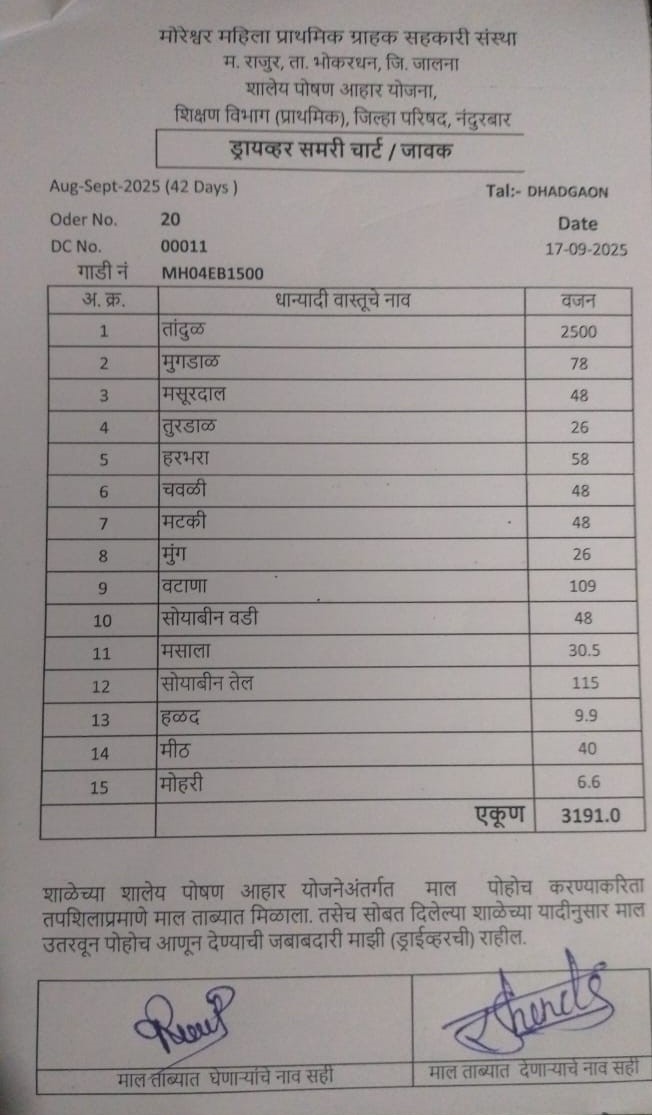 मोरेश्वर महिला प्राथमिक ग्राहक सहकारी संस्था
म. राजुर, ता. भोकरधन, जि. जालना
शालेय पोषण आहार योजना,
शिक्षण विभाग (प्राथमिक), जिल्हा परिषद, नंदुरबार
ड्रायव्हर समरी चार्ट / जावक
Aug-Sept-2025 (42 Days ) Tal:- DHADGAON
Oder No. 20 Date
DC No. 00011 17-09-2025
गाडी नं MH04EB1500
अ. क्र. धान्यादी वास्तूचे नाव वजन
1 तांदुळ 2500
2 मुगडाळ 78
3 मसूरदाल 48
4 तुरडाळ 26
5 हरभरा 58
6 चवळी 48
7 मटकी 48
8 मुंग 26
9 वटाणा 109
10 सोयाबीन वडी 48
11 मसाला 30.5
12 सोयाबीन तेल 115
13 हळद 9.9
14 मीठ 40
15 मोहरी 6.6
एकूण 3191.0
शाळेच्या शालेय पोषण आहार योजनेअंतर्गत माल पोहोच करण्याकरिता
तपशिलाप्रमाणे माल ताब्यात मिळाला. तसेच सोबत दिलेल्या शाळेच्या यादीनुसार माल
उतरवून पोहोच आणून देण्याची जबाबदारी माझी (ड्राईव्हरची) राहील.
माल ताब्यात घेणाऱ्यांचे नाव सही माल ताब्यात देणाऱ्याचे नाव सही